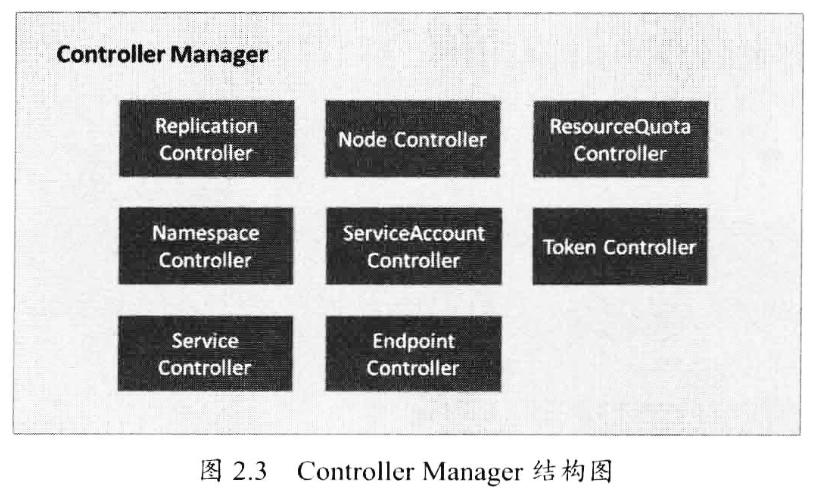 Controller Manager
Replication
Controller
Node Controller
ResourceQuota
Controller
Namespace
Controller
ServiceAccount
Controller
Token Controller
Service
Controller
Endpoint
Controller
图 2.3 Controller Manager 结构图